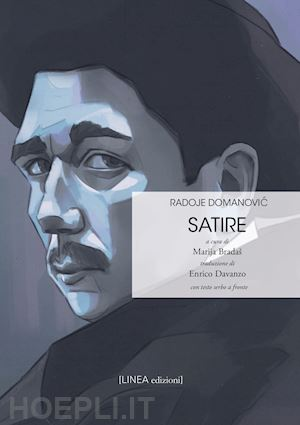 RADOJE DOMANOVIĆ
SATIRE
a cura di
Marija Bradaš
traduzione di
Enrico Davanzo
con testo serbo a fronte
[LINEA edizioni]
HOEPLI.IT